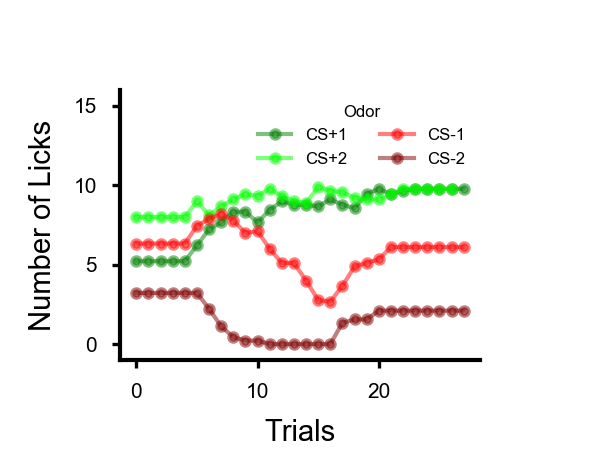 Odor
CS+1 CS-1
CS+2 CS-2
Number of Licks
15
10
5
0
0 10 20
Trials